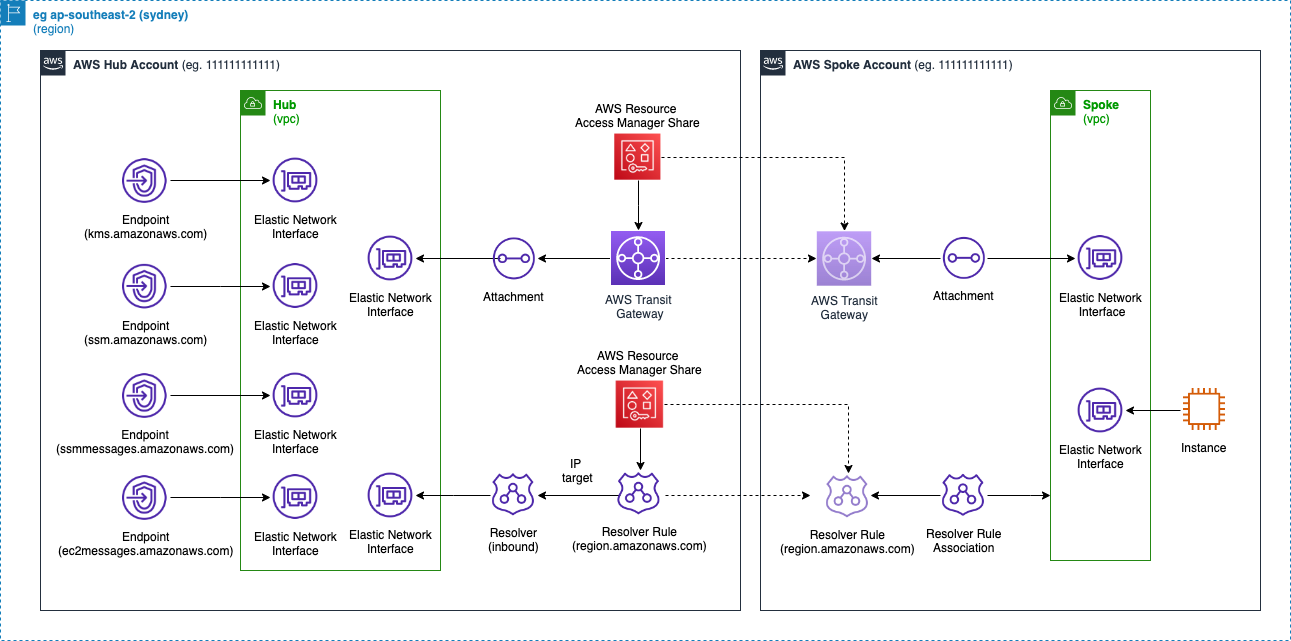 eg ap-southeast-2 (sydney)
(region)
aws
AWS Hub Account (eg. 111111111111)
Hub
(vpc)
Endpoint
(kms.amazonaws.com)
Elastic Network
Interface
Endpoint
(ssm.amazonaws.com)
Elastic Network
Interface
Endpoint
(ssmmessages.amazonaws.com)
Elastic Network
Interface
Endpoint
(ec2messages.amazonaws.com)
Elastic Network
Interface
Elastic Network
Interface
Elastic Network
Interface
Attachment
AWS Resource
Access Manager Share
AWS Transit
Gateway
AWS Resource
Access Manager Share
IP
target
Resolver
(inbound)
Resolver Rule
(region.amazonaws.com)
aws
AWS Spoke Account (eg. 111111111111)
Spoke
(vpc)
AWS Transit
Gateway
Attachment
Elastic Network
Interface
Elastic Network
Interface
Instance
Resolver Rule
(region.amazonaws.com)
Resolver Rule
Association